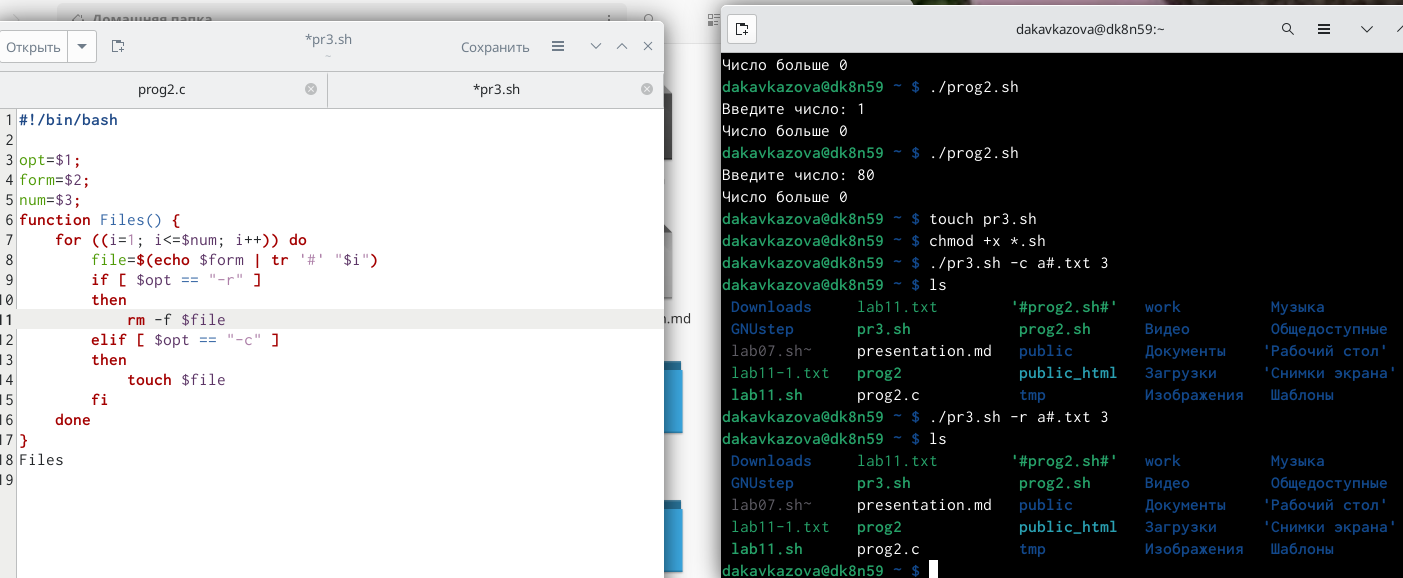 Домашняя папка
Открыть
*pr3.sh
~
Сохранить
prog2.c
*pr3.sh
1 #!/bin/bash
2
3 opt=$1;
4 form=$2;
5 num=$3;
6 function Files() {
7     for ((i=1; i<=$num; i++)) do
8         file=$(echo $form | tr '#' "$i")
9         if [ $opt == "-r" ]
10         then
11             rm -f $file
12         elif [ $opt == "-c" ]
13         then
14             touch $file
15         fi
16     done
17 }
18 Files
19
.md
dakavkazova@dk8n59:~
Число больше 0
dakavkazova@dk8n59 ~ $ ./prog2.sh
Введите число: 1
Число больше 0
dakavkazova@dk8n59 ~ $ ./prog2.sh
Введите число: 80
Число больше 0
dakavkazova@dk8n59 ~ $ touch pr3.sh
dakavkazova@dk8n59 ~ $ chmod +x *.sh
dakavkazova@dk8n59 ~ $ ./pr3.sh -c a#.txt 3
dakavkazova@dk8n59 ~ $ ls
Downloads lab11.txt '#prog2.sh#' work Музыка
GNUstep pr3.sh prog2.sh Видео Общедоступные
lab07.sh~ presentation.md public Документы 'Рабочий стол'
lab11-1.txt prog2 public_html Загрузки 'Снимки экрана'
lab11.sh prog2.c tmp Изображения Шаблоны
dakavkazova@dk8n59 ~ $ ./pr3.sh -r a#.txt 3
dakavkazova@dk8n59 ~ $ ls
Downloads lab11.txt '#prog2.sh#' work Музыка
GNUstep pr3.sh prog2.sh Видео Общедоступные
lab07.sh~ presentation.md public Документы 'Рабочий стол'
lab11-1.txt prog2 public_html Загрузки 'Снимки экрана'
lab11.sh prog2.c tmp Изображения Шаблоны
dakavkazova@dk8n59 ~ $